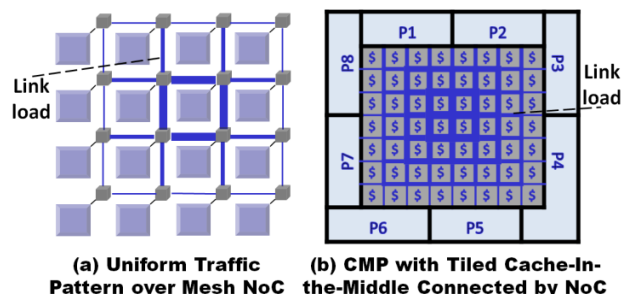 P1 P2
P8
P3
$ $ $ $ $ $ $ $
$ $ $ $ $ $ $ $
$ $ $ $ $ $ $ $
$ $ $ $ $ $ $ $
$ $ $ $ $ $ $ $
$ $ $ $ $ $ $ $
$ $ $ $ $ $ $ $
Link
load
Link
load
P7
P4
P6 P5
(a) Uniform Traffic
Pattern over Mesh NoC
(b) CMP with Tiled Cache-In-
the-Middle Connected by NoC